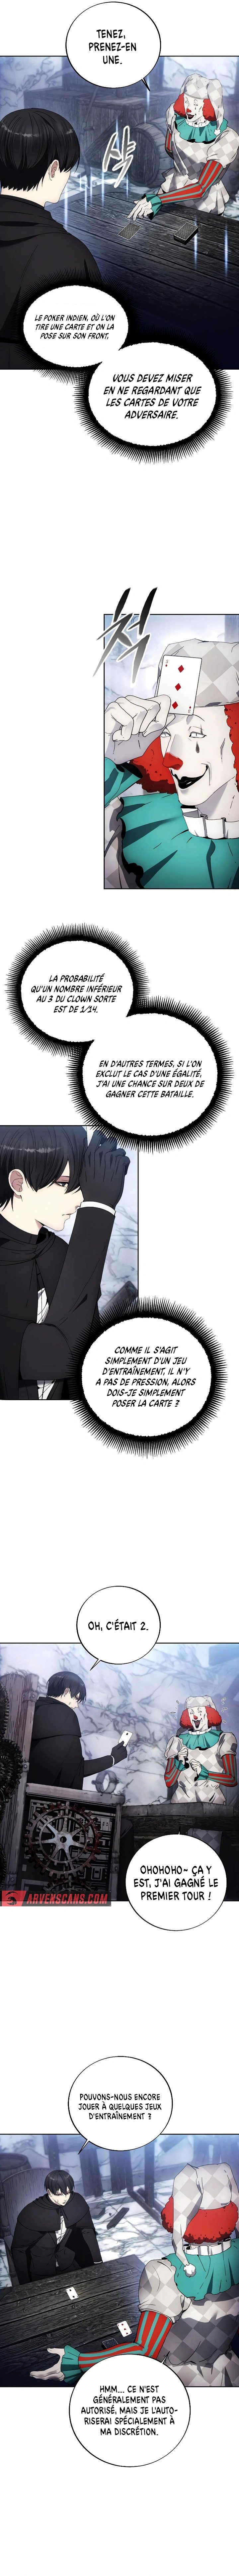 TENEZ,
PRENEZ-EN
UNE.
LE POKER INDIEN, OÙ L'ON
TIRE UNE CARTE ET ON LA
POSE SUR SON FRONT,
VOUS DEVEZ MISER
EN NE REGARDANT QUE
LES CARTES DE VOTRE
ADVERSAIRE.
LA PROBABILITÉ
QU'UN NOMBRE INFÉRIEUR
AU 3 DU CLOWN SORTE
EST DE 1/14.
EN D'AUTRES TERMES, SI L'ON
EXCLUT LE CAS D'UNE ÉGALITÉ,
J'AI UNE CHANCE SUR DEUX DE
GAGNER CETTE BATAILLE.
COMME IL S'AGIT
SIMPLEMENT D'UN JEU
D'ENTRAÎNEMENT, IL N'Y
A PAS DE PRESSION, ALORS
DOIS-JE SIMPLEMENT
POSER LA CARTE ?
OH, C'ÉTAIT 2.
OHOHOHO~ ÇA Y
EST, J'AI GAGNÉ LE
PREMIER TOUR !
ARVENSCANS.COM
POUVONS-NOUS ENCORE
JOUER À QUELQUES JEUX
D'ENTRAÎNEMENT ?
HMM... CE N'EST
GÉNÉRALEMENT PAS
AUTORISÉ, MAIS JE L'AUTO-
RISERAI SPÉCIALEMENT À
MA DISCRÉTION.